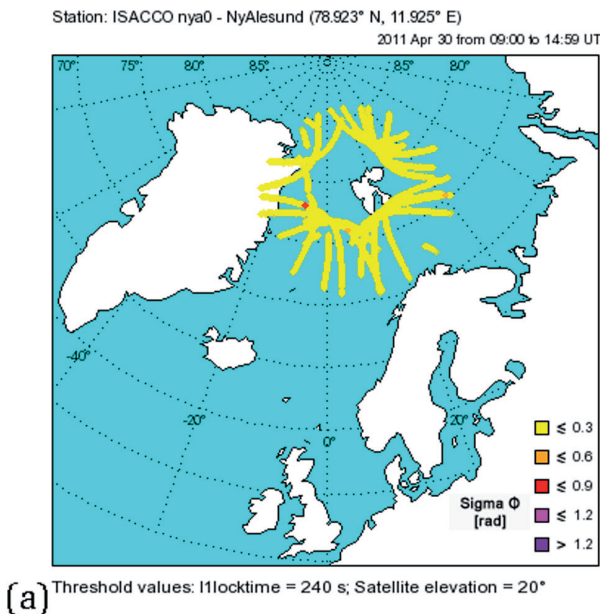 Station: ISACCO nya0 - NyAlesund (78.923° N, 11.925° E)
2011 Apr 30 from 09:00 to 14:59 UT
70° 75° 80° 85° 85° 80°
-40°
-20°
0°
20°
≤ 0.3
≤ 0.6
≤ 0.9
≤ 1.2
> 1.2
Sigma Φ
[rad]
(a) Threshold values: l1locktime = 240 s; Satellite elevation = 20°